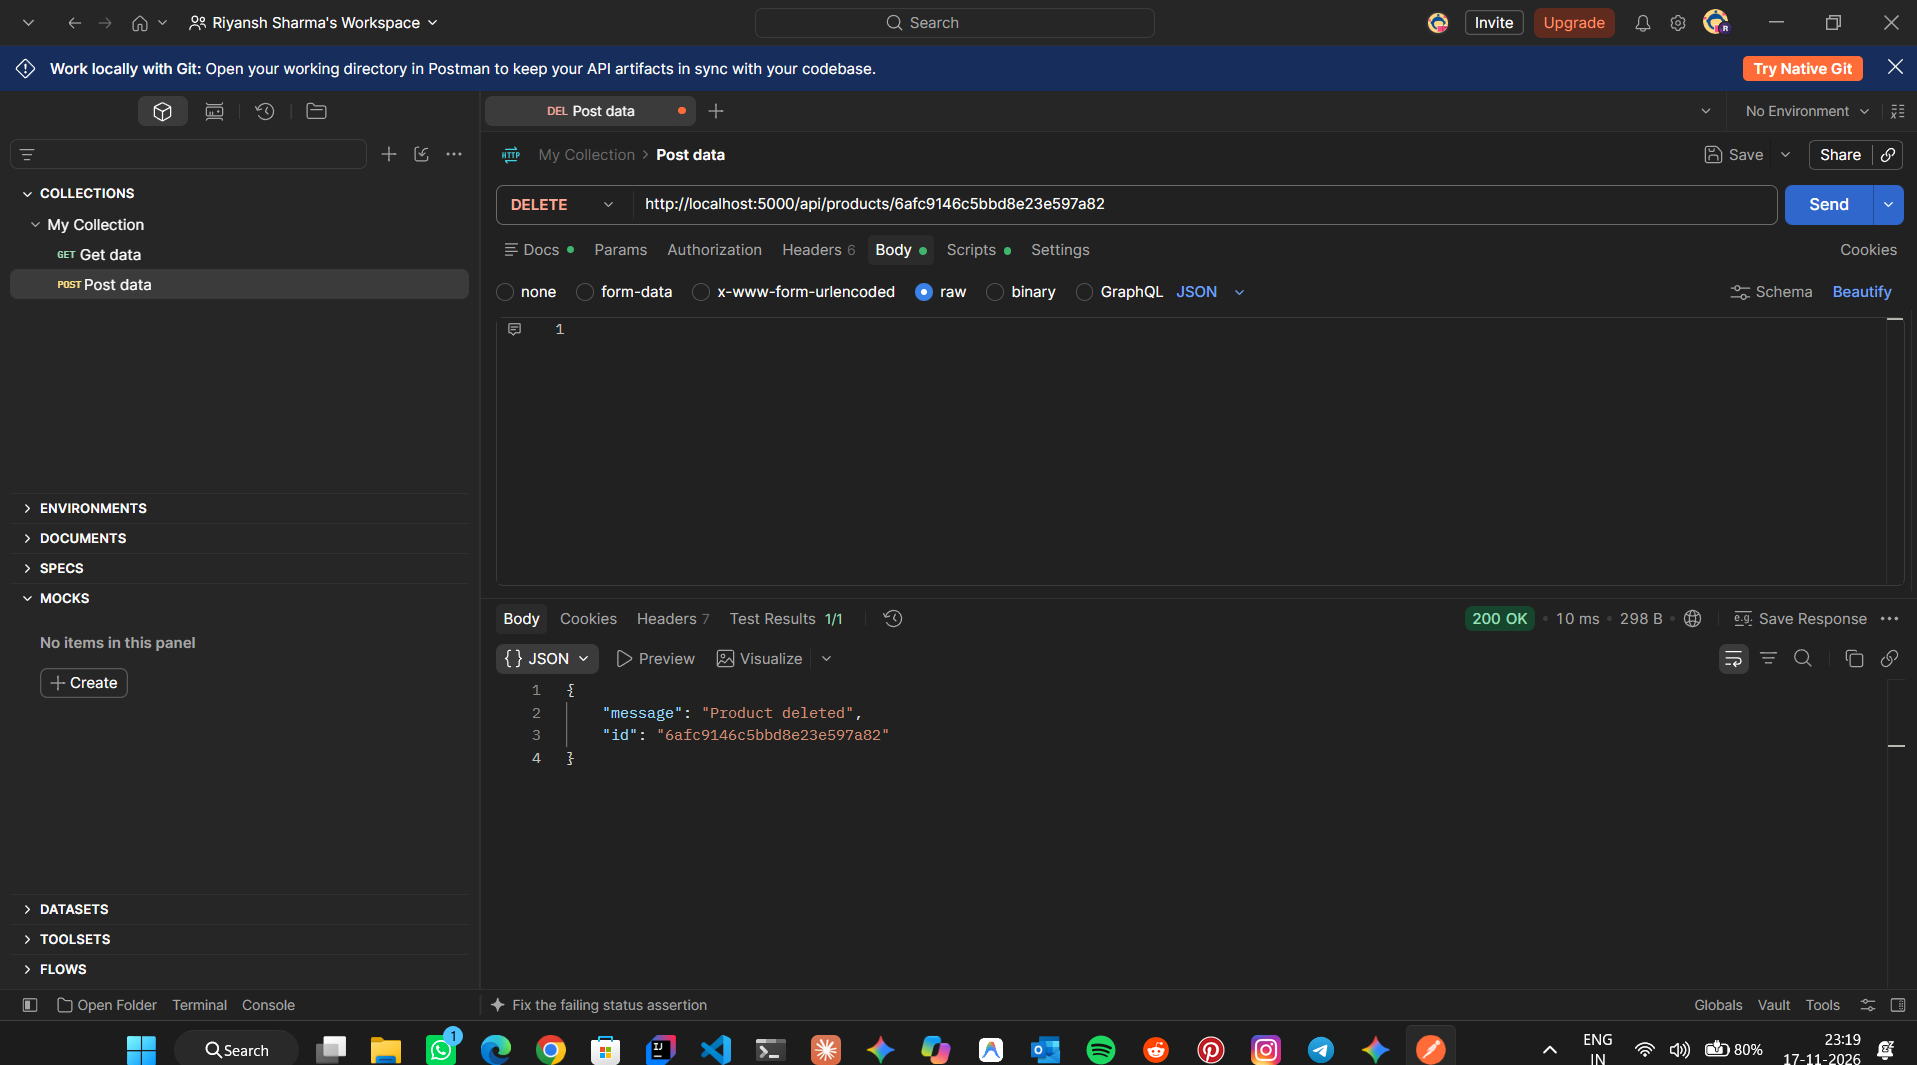 Riyansh Sharma's Workspace
Search
Invite
Upgrade
R
Work locally with Git: Open your working directory in Postman to keep your API artifacts in sync with your codebase.
Try Native Git
DEL Post data
No Environment
COLLECTIONS
My Collection
GET Get data
POST Post data
ENVIRONMENTS
DOCUMENTS
SPECS
MOCKS
No items in this panel
Create
DATASETS
TOOLSETS
FLOWS
HTTP My Collection > Post data
Save
Share
DELETE
http://localhost:5000/api/products/6afc9146c5bbd8e23e597a82
Send
Docs Params Authorization Headers 6 Body Scripts Settings
Cookies
none form-data x-www-form-urlencoded raw binary GraphQL JSON
Schema Beautify
1
Body Cookies Headers 7 Test Results 1/1
200 OK • 10 ms • 298 B • e.g. Save Response
{} JSON Preview Visualize
1 {
2 "message": "Product deleted",
3 "id": "6afc9146c5bbd8e23e597a82"
4 }
Open Folder Terminal Console
Fix the failing status assertion
Globals Vault Tools
Search
1
IJ
ENG
IN
80%
23:19
17-11-2026